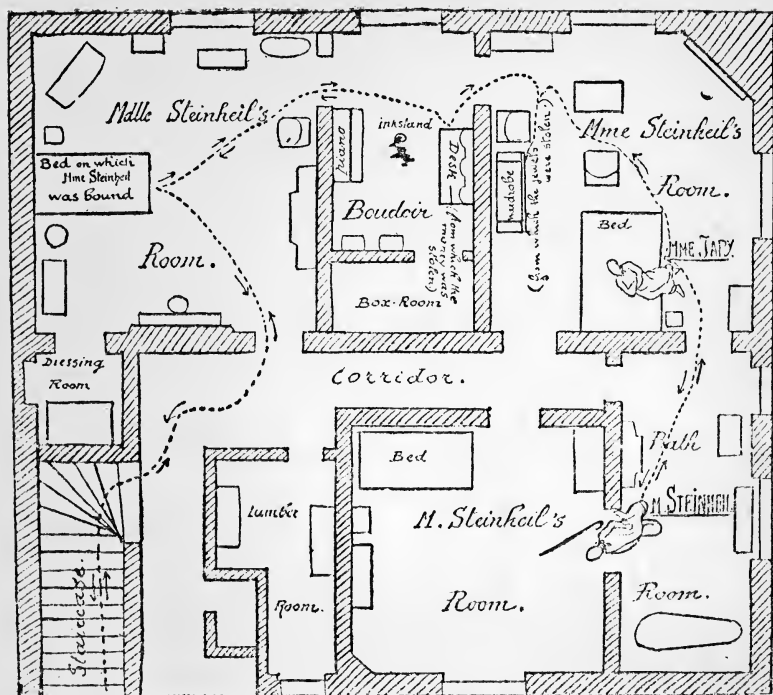 Mdlle Steinheil's
Room.
Bed on which
Mme Steinheil
was bound
piano
inkstand
Desk
(from which the
money was
stolen)
Boudoir
Box-Room
wardrobe
(from which the jewels
were stolen)
Mme Steinheil's
Room.
Bed
MME JAPY.
Dressing
Room
Corridor.
Staircase.
Lumber
Room.
Bed
M. Steinheil's
Room.
Bath
M. STEINHEIL
Room.